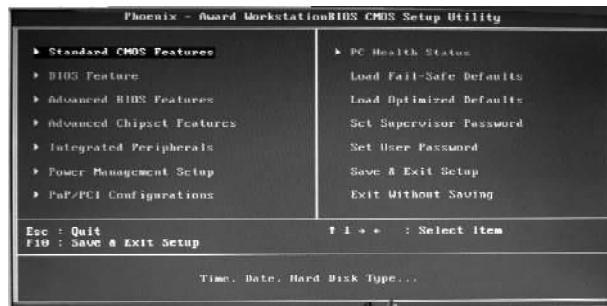 Phoenix - Award WorkstationBIOS CMOS Setup Utility
▸ Standard CMOS Features
▸ BIOS Feature
▸ Advanced BIOS Features
▸ Advanced Chipset Features
▸ Integrated Peripherals
▸ Power Management Setup
▸ PnP/PCI Configurations
▸ PC Health Status
Load Fail-Safe Defaults
Load Optimized Defaults
Set Supervisor Password
Set User Password
Save & Exit Setup
Exit Without Saving
Esc : Quit
F10 : Save & Exit Setup
↑ ↓ → ← : Select Item
Time, Date, Hard Disk Type...